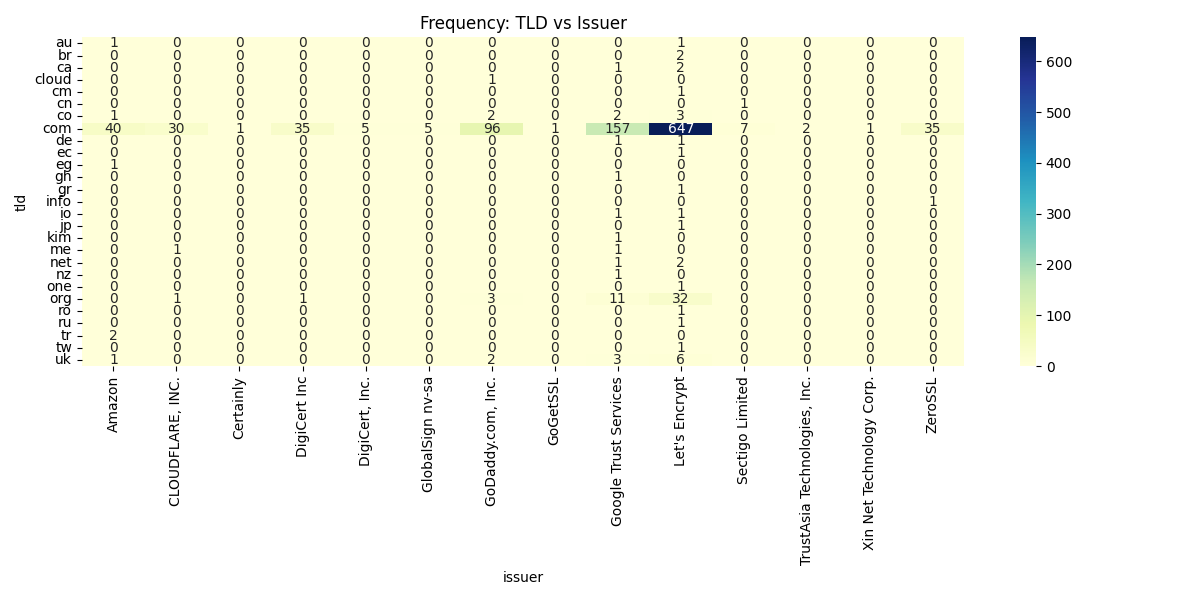 Frequency: TLD vs Issuer
au 1 0 0 0 0 0 0 0 0 1 0 0 0 0
br 0 0 0 0 0 0 0 0 0 2 0 0 0 0
ca 0 0 0 0 0 0 0 0 1 2 0 0 0 0
cloud 0 0 0 0 0 0 1 0 0 0 0 0 0 0
cm 0 0 0 0 0 0 0 0 0 1 0 0 0 0
cn 0 0 0 0 0 0 0 0 0 0 1 0 0 0
co 1 0 0 0 0 0 2 0 2 3 0 0 0 0
com 40 30 1 35 5 5 96 1 157 647 7 2 1 35
de 0 0 0 0 0 0 0 0 1 1 0 0 0 0
ec 0 0 0 0 0 0 0 0 0 1 0 0 0 0
eg 1 0 0 0 0 0 0 0 0 0 0 0 0 0
gh 0 0 0 0 0 0 0 0 1 0 0 0 0 0
gr 0 0 0 0 0 0 0 0 0 1 0 0 0 0
info 0 0 0 0 0 0 0 0 0 0 0 0 0 1
io 0 0 0 0 0 0 0 0 1 1 0 0 0 0
jp 0 0 0 0 0 0 0 0 0 1 0 0 0 0
kim 0 0 0 0 0 0 0 0 1 0 0 0 0 0
me 0 1 0 0 0 0 0 0 1 0 0 0 0 0
net 0 0 0 0 0 0 0 0 1 2 0 0 0 0
nz 0 0 0 0 0 0 0 0 1 0 0 0 0 0
one 0 0 0 0 0 0 0 0 0 1 0 0 0 0
org 0 1 0 1 0 0 3 0 11 32 0 0 0 0
ro 0 0 0 0 0 0 0 0 0 1 0 0 0 0
ru 0 0 0 0 0 0 0 0 0 1 0 0 0 0
tr 2 0 0 0 0 0 0 0 0 0 0 0 0 0
tw 0 0 0 0 0 0 0 0 0 1 0 0 0 0
uk 1 0 0 0 0 0 2 0 3 6 0 0 0 0
tld
Amazon
CLOUDFLARE, INC.
Certainly
DigiCert Inc
DigiCert, Inc.
GlobalSign nv-sa
GoDaddy.com, Inc.
GoGetSSL
Google Trust Services
Let's Encrypt
Sectigo Limited
TrustAsia Technologies, Inc.
Xin Net Technology Corp.
ZeroSSL
issuer
600
500
400
300
200
100
0